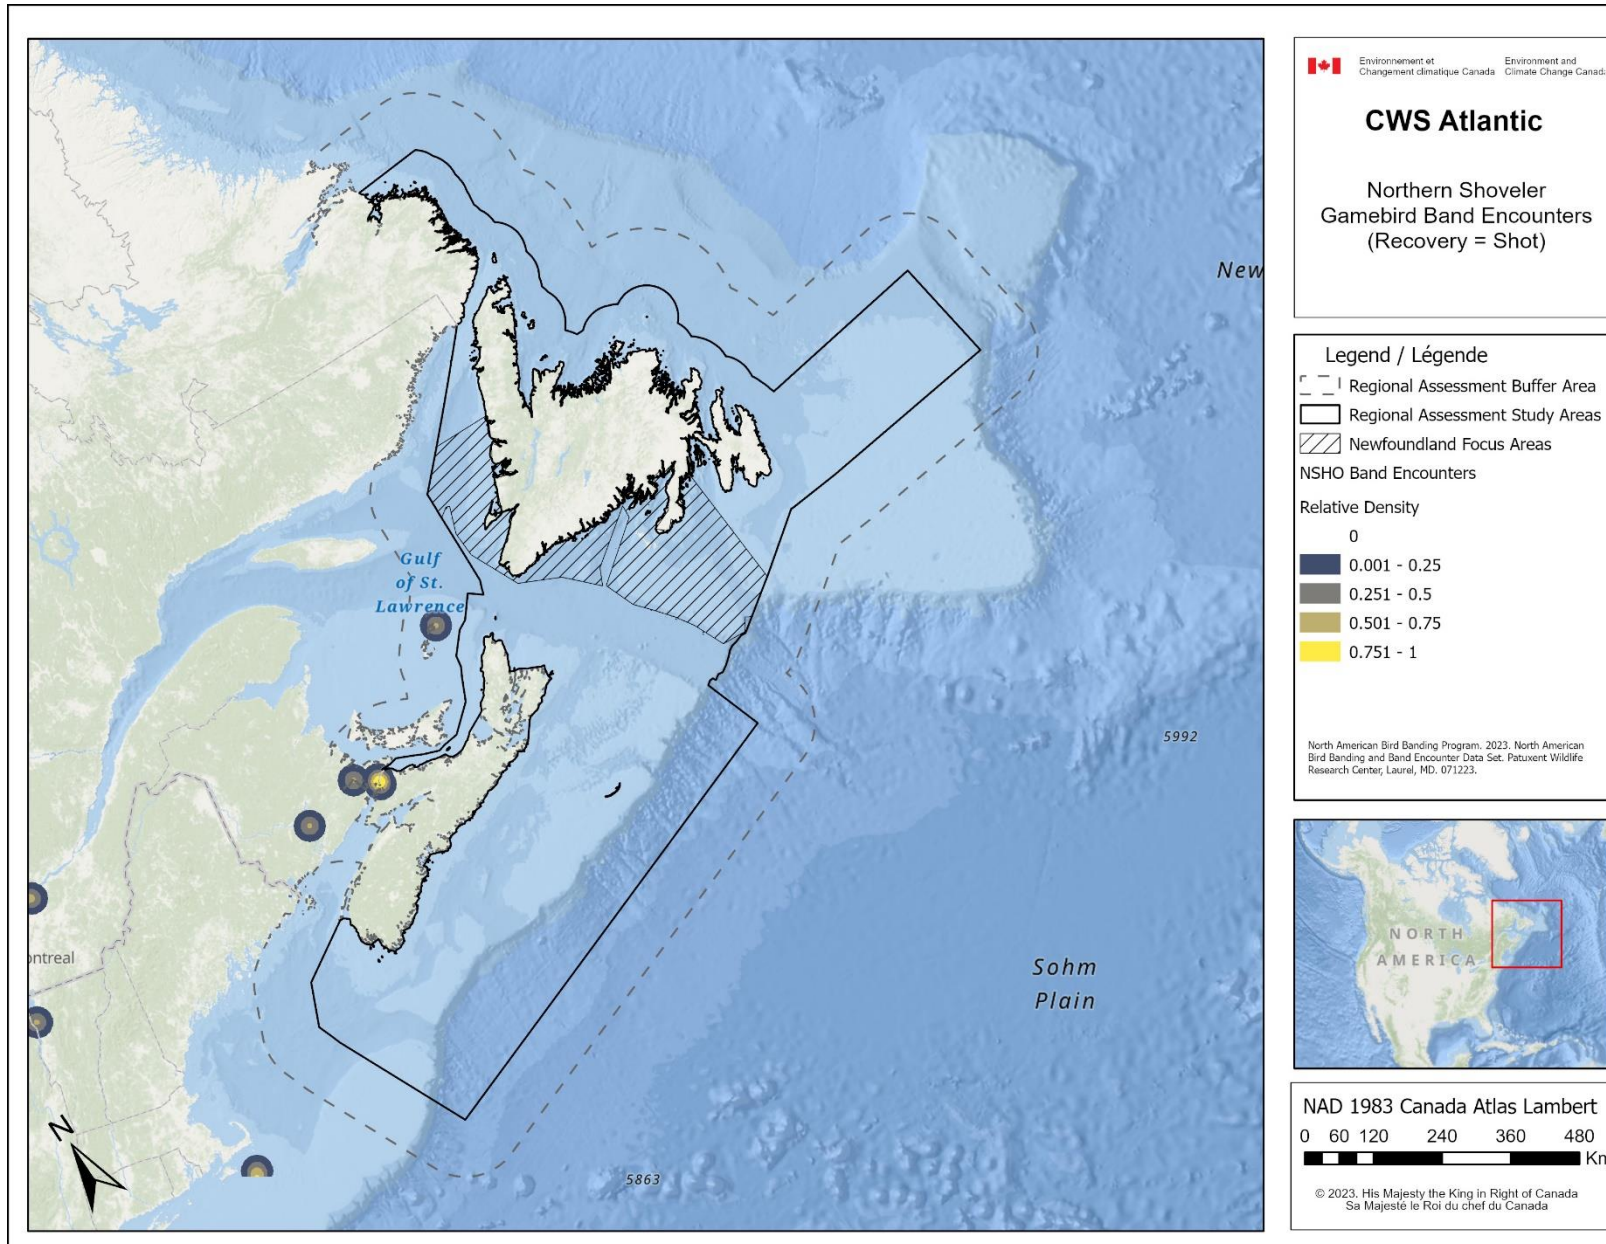 New
Gulf
of St.
Lawrence
5992
ontreal
Sohm
Plain
5863
N
Environnement et
Changement climatique Canada
Environment and
Climate Change Canada
CWS Atlantic
Northern Shoveler
Gamebird Band Encounters
(Recovery = Shot)
Legend / Légende
Regional Assessment Buffer Area
Regional Assessment Study Areas
Newfoundland Focus Areas
NSHO Band Encounters
Relative Density
0
0.001 - 0.25
0.251 - 0.5
0.501 - 0.75
0.751 - 1
North American Bird Banding Program. 2023. North American
Bird Banding and Band Encounter Data Set. Patuxent Wildlife
Research Center, Laurel, MD. 071223.
NORTH
AMERICA
NAD 1983 Canada Atlas Lambert
0 60 120 240 360 480
Km
© 2023. His Majesty the King in Right of Canada
Sa Majesté le Roi du chef du Canada